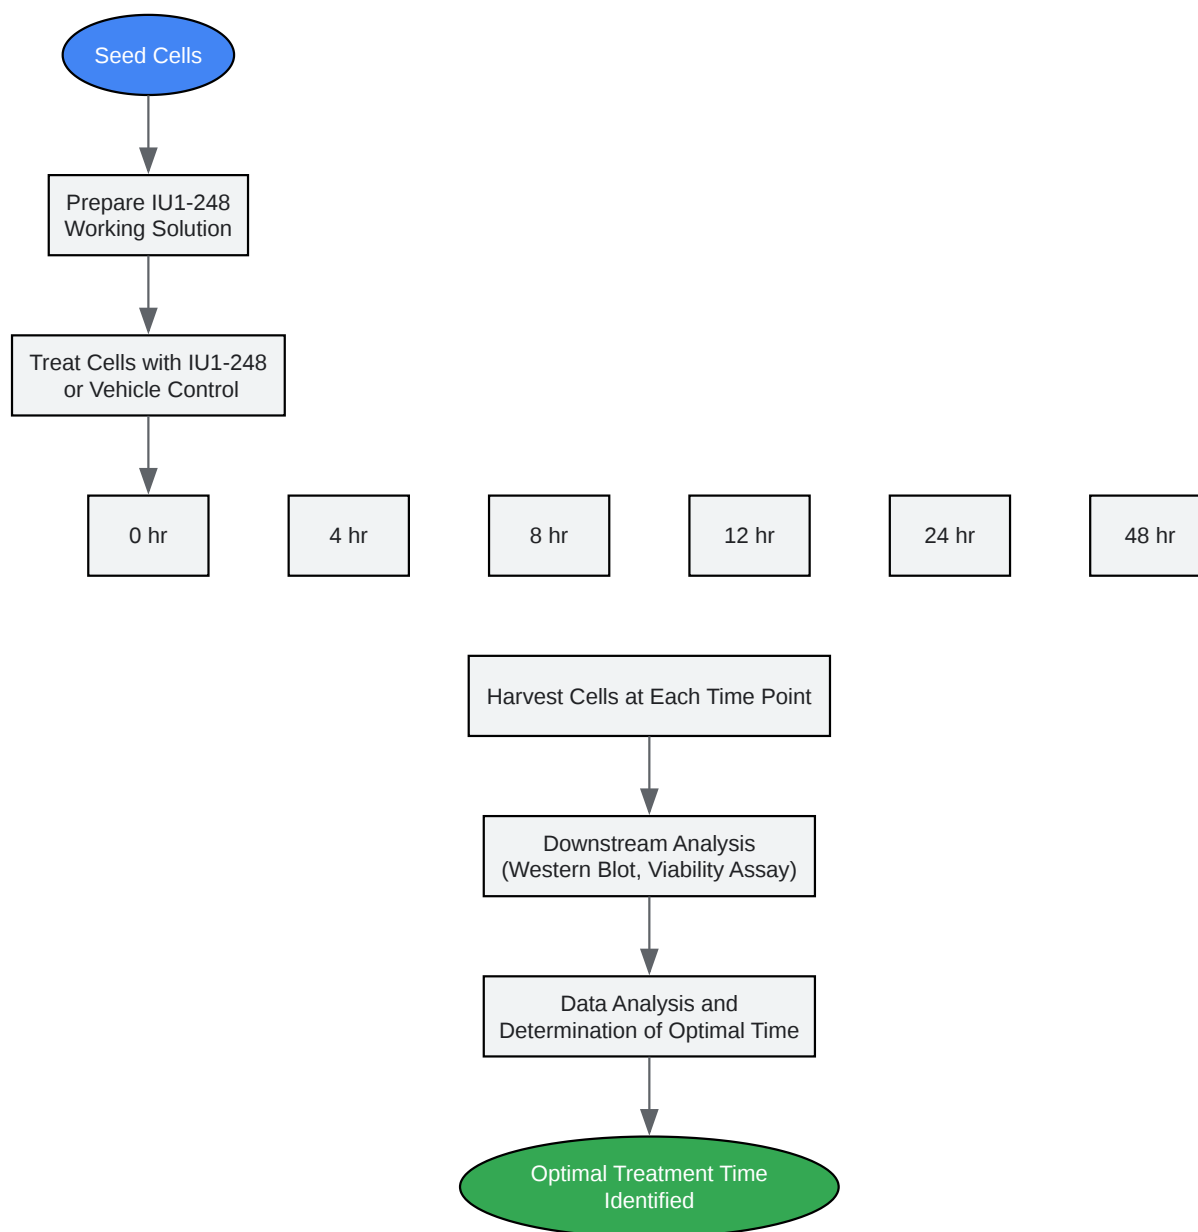 Seed Cells
Prepare IU1-248
Working Solution
Treat Cells with IU1-248
or Vehicle Control
0 hr
4 hr
8 hr
12 hr
24 hr
48 hr
Harvest Cells at Each Time Point
Downstream Analysis
(Western Blot, Viability Assay)
Data Analysis and
Determination of Optimal Time
Optimal Treatment Time
Identified